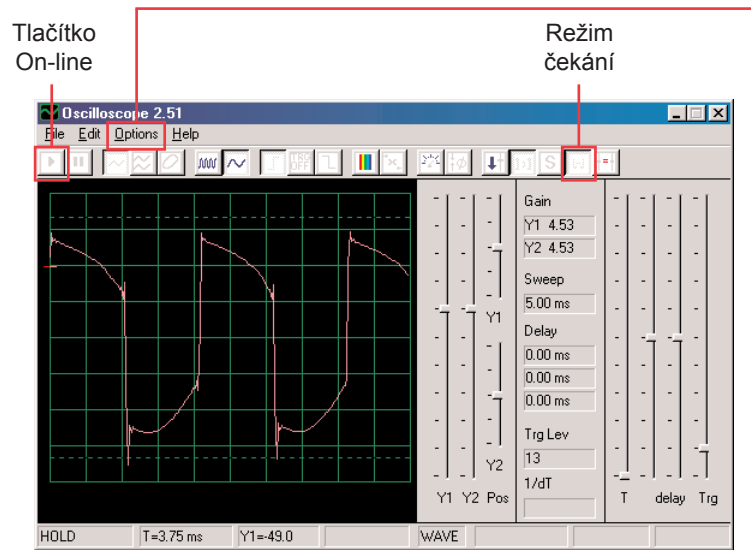 Tlačítko
On-line
Režim
čekání
Oscilloscope 2.51
File Edit Options Help
TRG
OFF
S
Gain
Y1 4.53
Y2 4.53
Sweep
5.00 ms
Y1
Delay
0.00 ms
0.00 ms
0.00 ms
Trg Lev
13
Y2
1/dT
Y1 Y2 Pos
T delay Trg
HOLD T=3.75 ms Y1=-49.0 WAVE